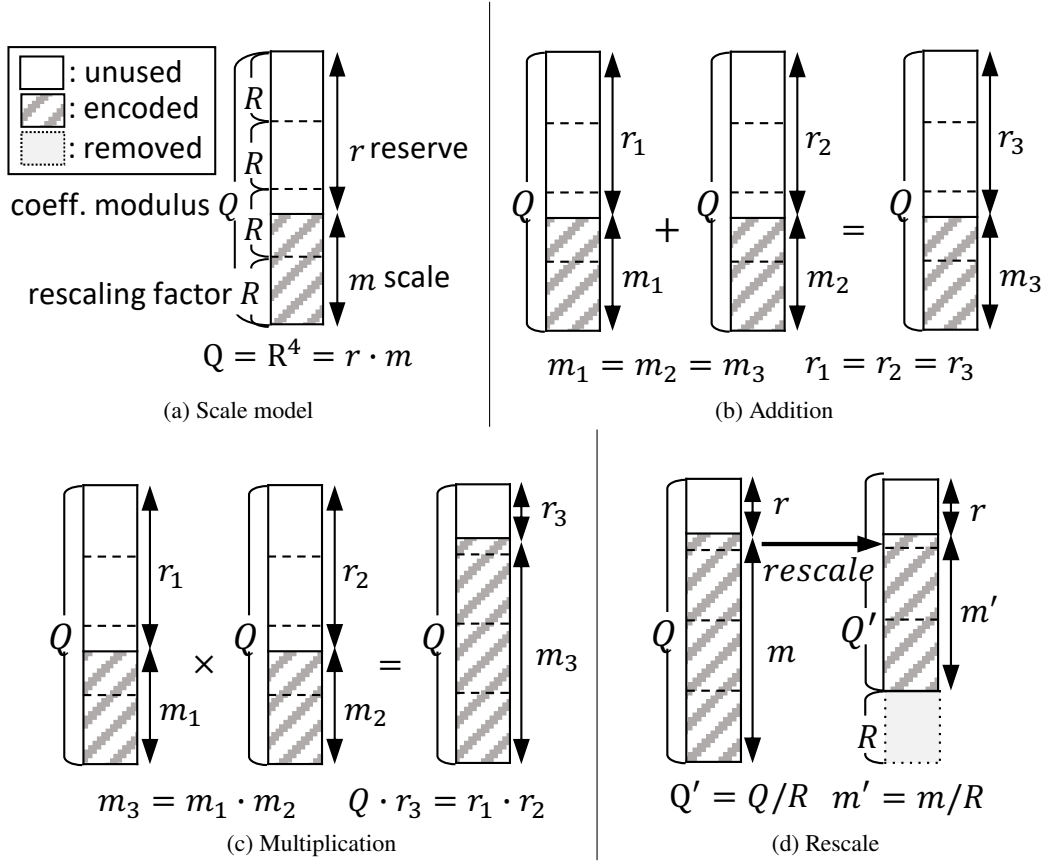 : unused
: encoded
: removed
R
R
r reserve
coeff. modulus Q
R
rescaling factor R
m scale
Q = R⁴ = r · m
(a) Scale model
Q
r₁
m₁
+
Q
r₂
m₂
=
Q
r₃
m₃
m₁ = m₂ = m₃ r₁ = r₂ = r₃
(b) Addition
Q
r₁
m₁
×
Q
r₂
m₂
=
Q
r₃
m₃
m₃ = m₁ · m₂ Q · r₃ = r₁ · r₂
(c) Multiplication
Q
r
m
rescale
r
Q′
m′
R
Q′ = Q/R m′ = m/R
(d) Rescale